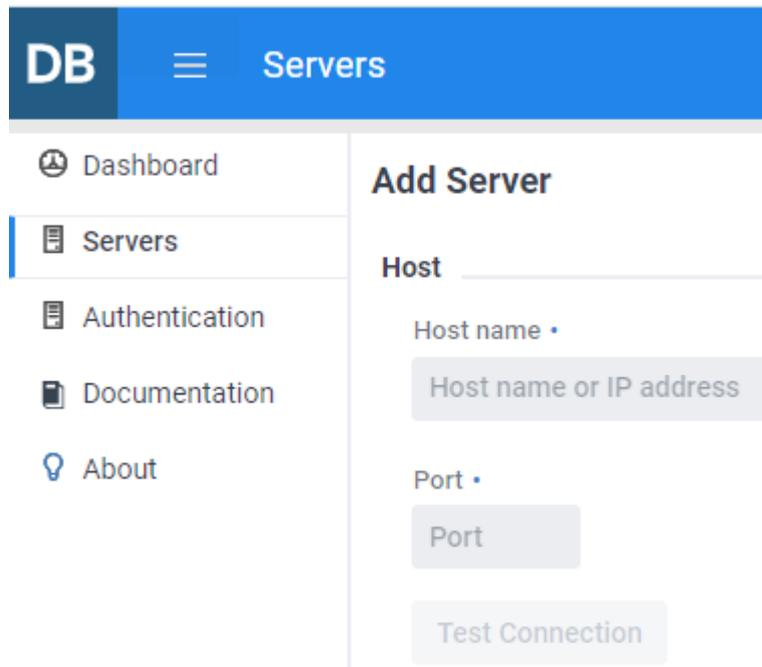 DB
Servers
Dashboard
Servers
Authentication
Documentation
About
Add Server
Host
Host name •
Host name or IP address
Port •
Port
Test Connection